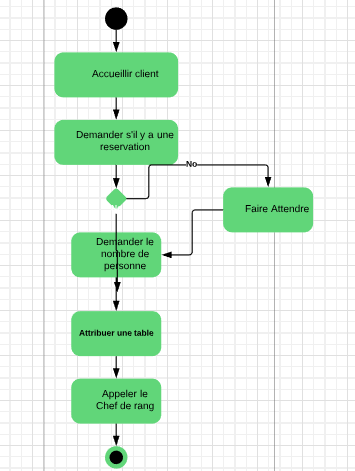 Accueillir client
Demander s'il y a une
reservation
No
Faire Attendre
Demander le
nombre de
personne
Attribuer une table
Appeler le
Chef de rang